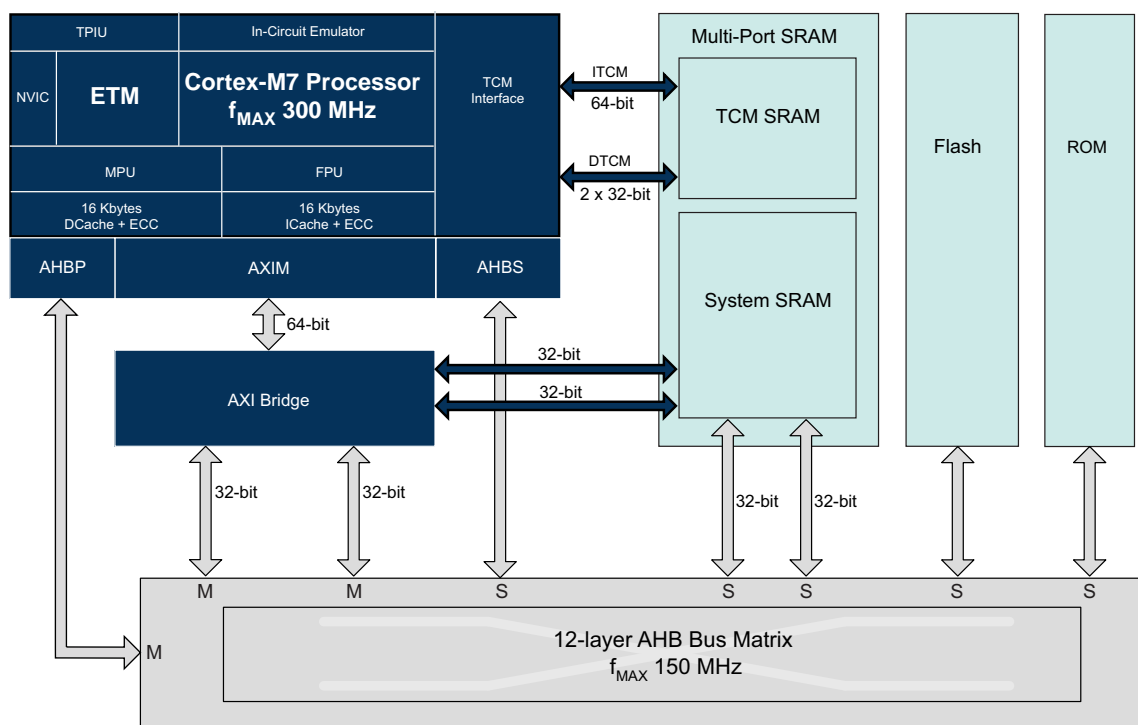 TPIU
In-Circuit Emulator
NVIC
ETM
Cortex-M7 Processor
fMAX 300 MHz
TCM
Interface
MPU
FPU
16 Kbytes
DCache + ECC
16 Kbytes
ICache + ECC
AHBP
AXIM
AHBS
ITCM
64-bit
DTCM
2 x 32-bit
Multi-Port SRAM
TCM SRAM
System SRAM
Flash
ROM
64-bit
AXI Bridge
32-bit
32-bit
32-bit
32-bit
32-bit
32-bit
M
M
S
S
S
S
S
M
12-layer AHB Bus Matrix
fMAX 150 MHz